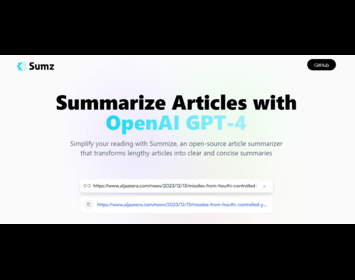 Sumz
GitHub
Summarize Articles with
OpenAI GPT-4
Simplify your reading with Summize, an open-source article summarizer
that transforms lengthy articles into clear and concise summaries
https://www.aljazeera.com/news/2023/12/13/missiles-from-houthi-controlled-
https://www.aljazeera.com/news/2023/12/13/missiles-from-houthi-controlled-y...